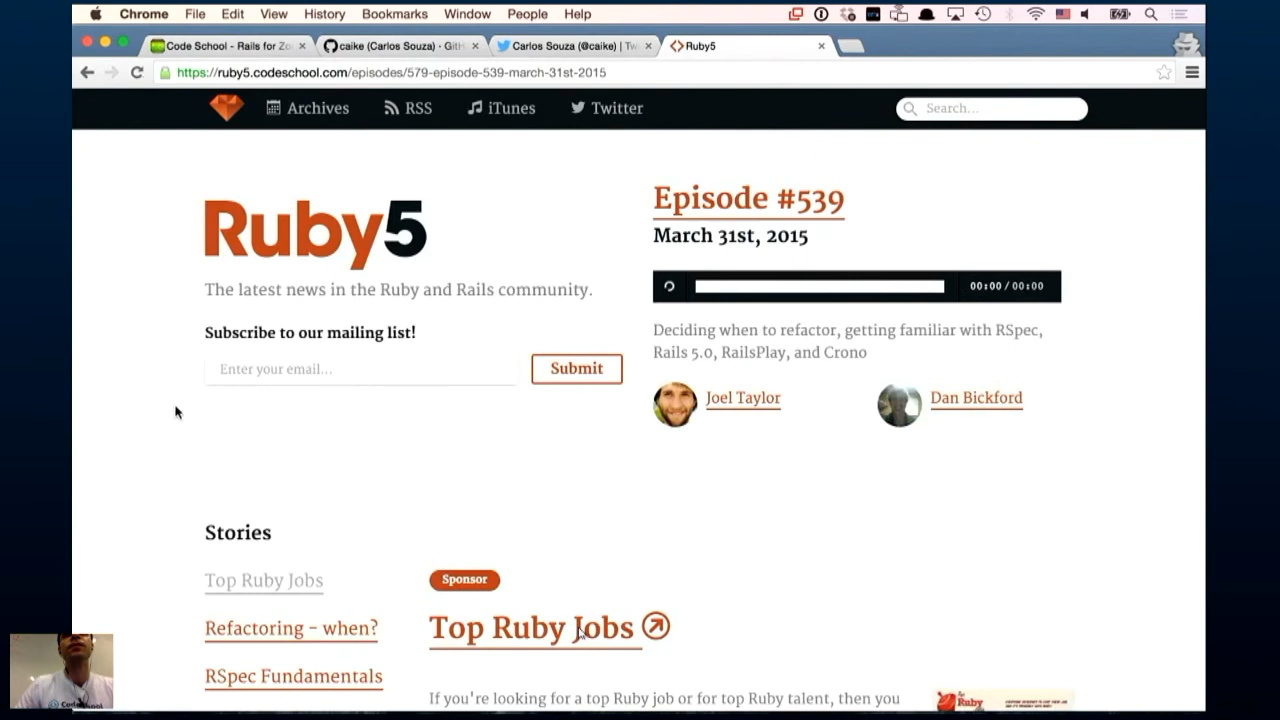 Chrome File Edit View History Bookmarks Window People Help
Code School - Rails for Zo
caike (Carlos Souza) · GitH
Carlos Souza (@caike) | Tw
Ruby5
https://ruby5.codeschool.com/episodes/579-episode-539-march-31st-2015
Archives RSS iTunes Twitter Search...
Ruby5
The latest news in the Ruby and Rails community.
Subscribe to our mailing list!
Enter your email... Submit
Episode #539
March 31st, 2015
00:00 / 00:00
Deciding when to refactor, getting familiar with RSpec,
Rails 5.0, RailsPlay, and Crono
Joel Taylor Dan Bickford
Stories
Top Ruby Jobs
Refactoring – when?
RSpec Fundamentals
Sponsor
Top Ruby Jobs
If you're looking for a top Ruby job or for top Ruby talent, then you
Ruby